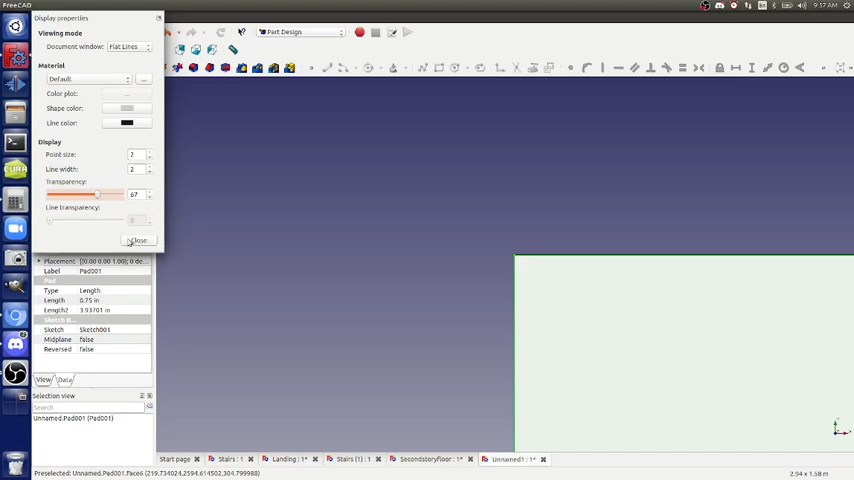 FreeCAD
9:57 AM
Display properties
Viewing mode
Document window: Flat Lines
Part Design
Material
Default
...
Color plot: ...
Shape color:
Line color:
Display
Point size: 2
Line width: 2
Transparency:
67
Line transparency:
0
Close
Placement [(0.00 0.00 1.00); 0 de...
Label Pad001
Pad
Type Length
Length 0.75 in
Length2 3.93701 in
Sketch B...
Sketch Sketch001
Midplane false
Reversed false
View Data
Selection view
Search
Unnamed.Pad001 (Pad001)
Start page Stairs : 1 Landing : 1* Stairs (1) : 1 Secondstoryfloor : 1* Unnamed1 : 1*
Preselected: Unnamed.Pad001.Face6 (219.734024,2594.614502,304.799988) 2.94 x 1.58 m